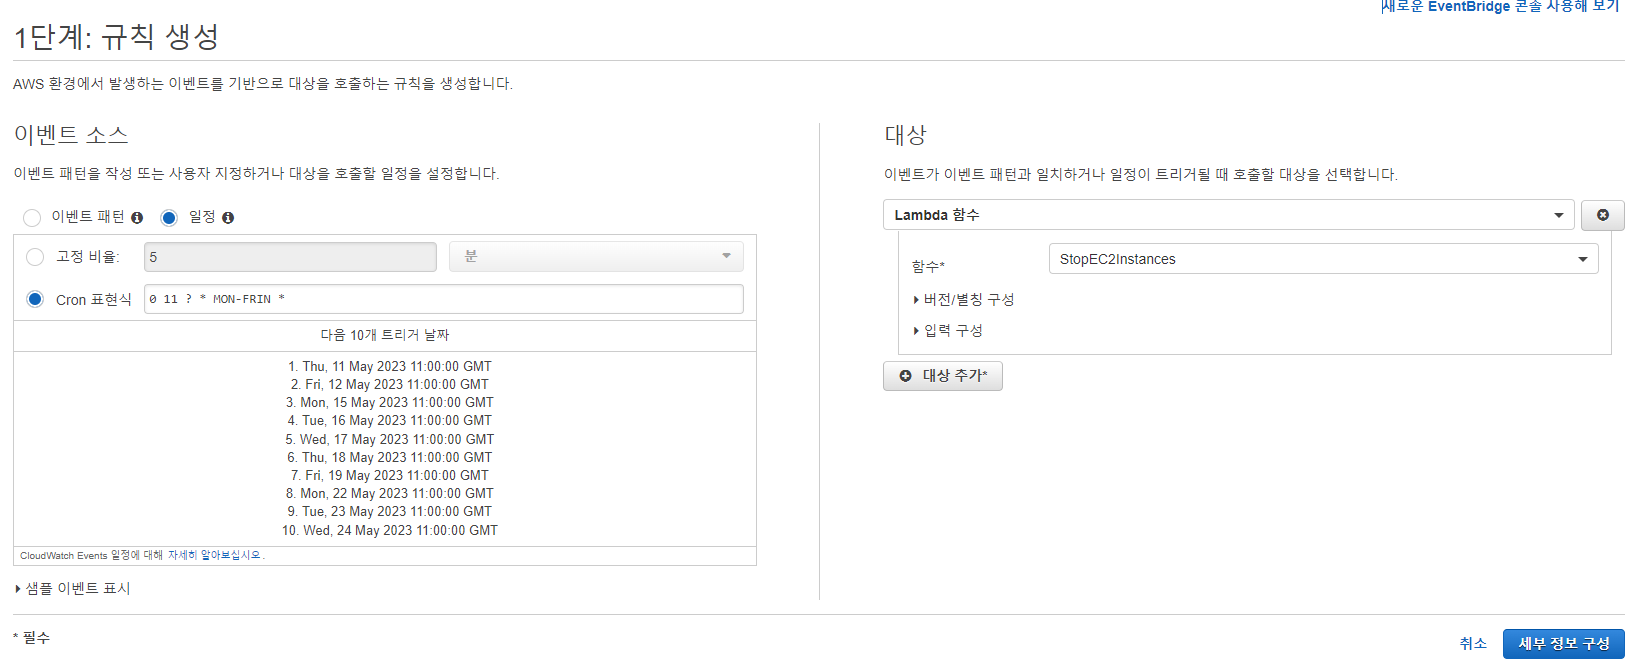 새로운 EventBridge 콘솔 사용해 보기
1단계: 규칙 생성
AWS 환경에서 발생하는 이벤트를 기반으로 대상을 호출하는 규칙을 생성합니다.
이벤트 소스
이벤트 패턴을 작성 또는 사용자 지정하거나 대상을 호출할 일정을 설정합니다.
이벤트 패턴 일정
고정 비율: 5 분
Cron 표현식 0 11 ? * MON-FRIN *
다음 10개 트리거 날짜
1. Thu, 11 May 2023 11:00:00 GMT
2. Fri, 12 May 2023 11:00:00 GMT
3. Mon, 15 May 2023 11:00:00 GMT
4. Tue, 16 May 2023 11:00:00 GMT
5. Wed, 17 May 2023 11:00:00 GMT
6. Thu, 18 May 2023 11:00:00 GMT
7. Fri, 19 May 2023 11:00:00 GMT
8. Mon, 22 May 2023 11:00:00 GMT
9. Tue, 23 May 2023 11:00:00 GMT
10. Wed, 24 May 2023 11:00:00 GMT
CloudWatch Events 일정에 대해 자세히 알아보십시오.
샘플 이벤트 표시
대상
이벤트가 이벤트 패턴과 일치하거나 일정이 트리거될 때 호출할 대상을 선택합니다.
Lambda 함수
함수* StopEC2Instances
버전/별칭 구성
입력 구성
대상 추가*
* 필수
취소 세부 정보 구성